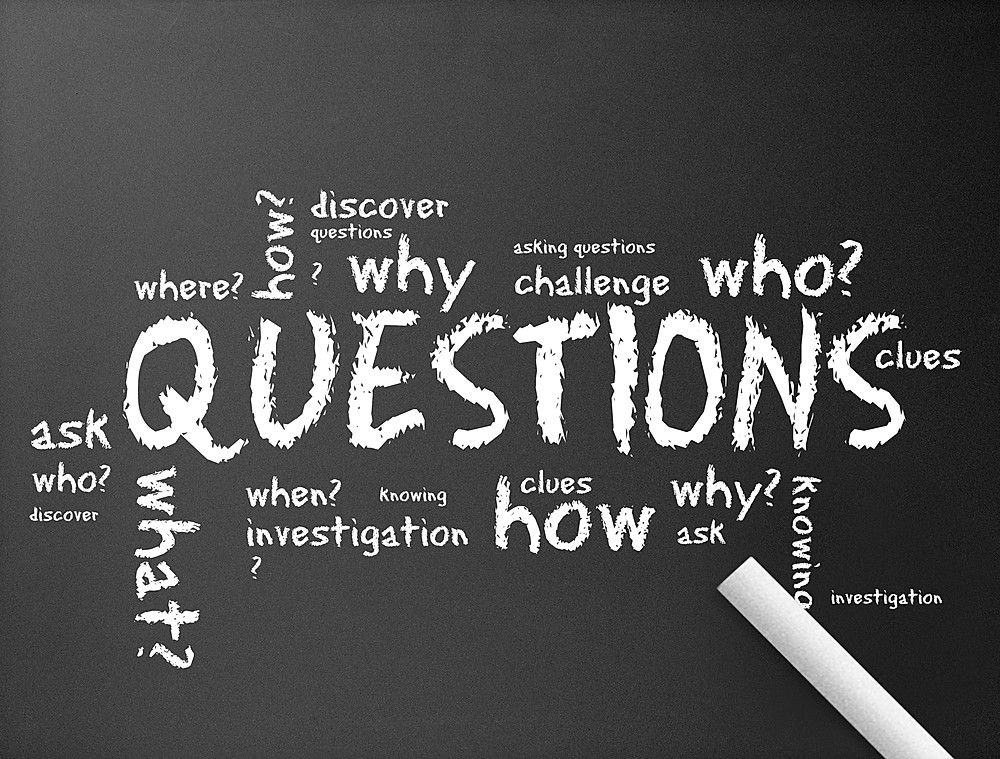 how?
discover
questions
where?
?
why
asking questions
challenge
who?
QUESTIONS
clues
ask
who?
discover
what?
when?
knowing
investigation
?
clues
how
why?
ask
knowing
investigation